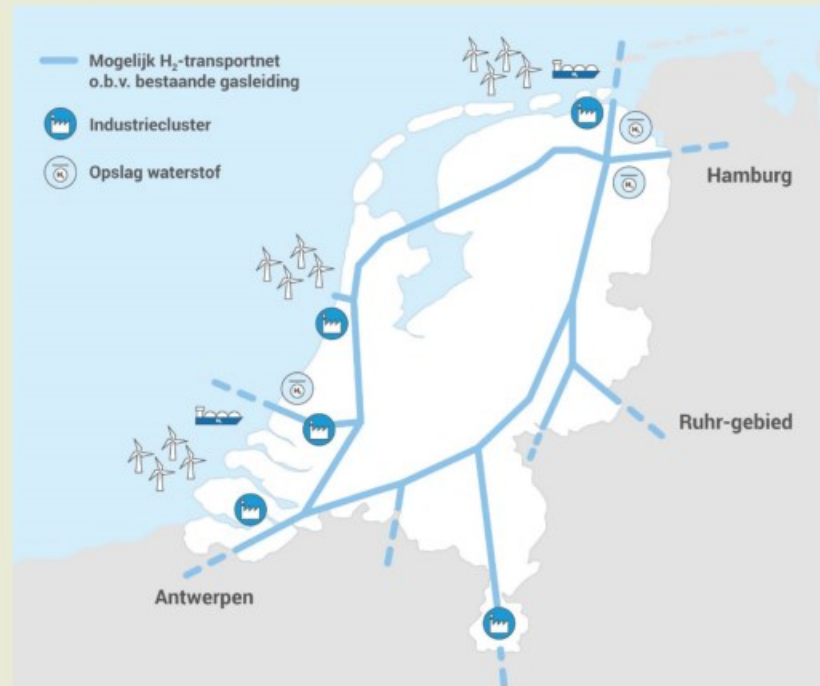 Mogelijk H₂-transportnet
o.b.v. bestaande gasleiding
Industriecluster
Opslag waterstof
Hamburg
Ruhr-gebied
Antwerpen